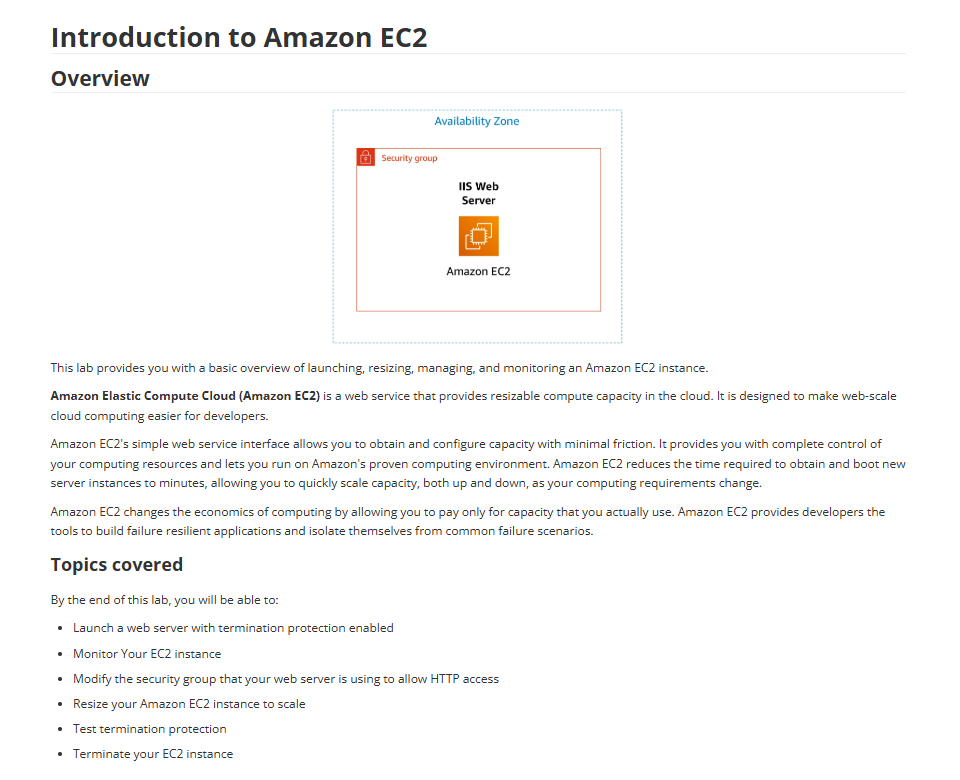 Introduction to Amazon EC2
Overview
Availability Zone
Security group
IIS Web
Server
Amazon EC2
This lab provides you with a basic overview of launching, resizing, managing, and monitoring an Amazon EC2 instance.
Amazon Elastic Compute Cloud (Amazon EC2) is a web service that provides resizable compute capacity in the cloud. It is designed to make web-scale
cloud computing easier for developers.
Amazon EC2's simple web service interface allows you to obtain and configure capacity with minimal friction. It provides you with complete control of
your computing resources and lets you run on Amazon's proven computing environment. Amazon EC2 reduces the time required to obtain and boot new
server instances to minutes, allowing you to quickly scale capacity, both up and down, as your computing requirements change.
Amazon EC2 changes the economics of computing by allowing you to pay only for capacity that you actually use. Amazon EC2 provides developers the
tools to build failure resilient applications and isolate themselves from common failure scenarios.
Topics covered
By the end of this lab, you will be able to:
• Launch a web server with termination protection enabled
• Monitor Your EC2 instance
• Modify the security group that your web server is using to allow HTTP access
• Resize your Amazon EC2 instance to scale
• Test termination protection
• Terminate your EC2 instance